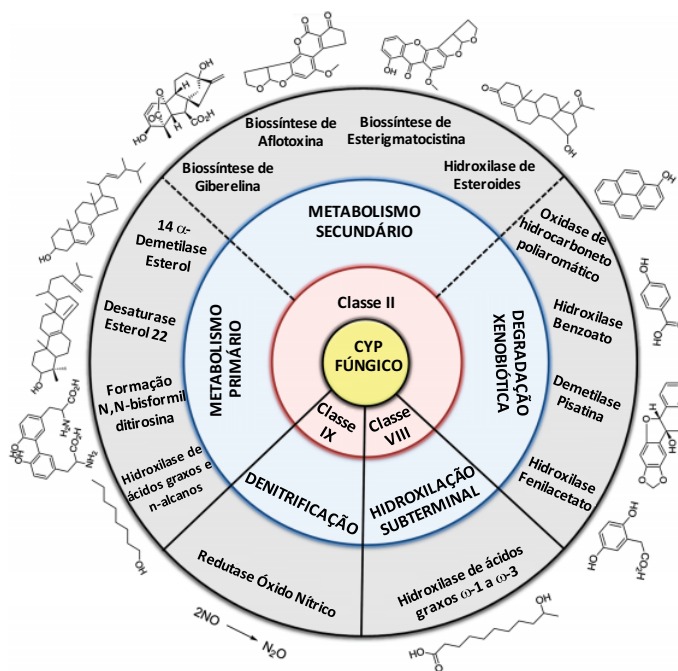 CYP
FÚNGICO
Classe II
Classe
IX
Classe
VIII
METABOLISMO
SECUNDÁRIO
METABOLISMO
PRIMÁRIO
DEGRADAÇÃO
XENOBIÓTICA
DENITRIFICAÇÃO
HIDROXILAÇÃO
SUBTERMINAL
Biossíntese de
Giberelina
Biossíntese de
Aflotoxina
Biossíntese de
Esterigmatocistina
Hidroxilase de
Esteroides
Oxidase de
hidrocarboneto
poliaromático
Hidroxilase
Benzoato
Demetilase
Pisatina
Hidroxilase
Fenilacetato
Hidroxilase de ácidos
graxos ω-1 a ω-3
Redutase Óxido Nítrico
Hidroxilase de
ácidos graxos e
n-alcanos
Formação
N,N-bisformil
ditirosina
Desaturase
Esterol 22
14 α-
Demetilase
Esterol
2NO
N₂O